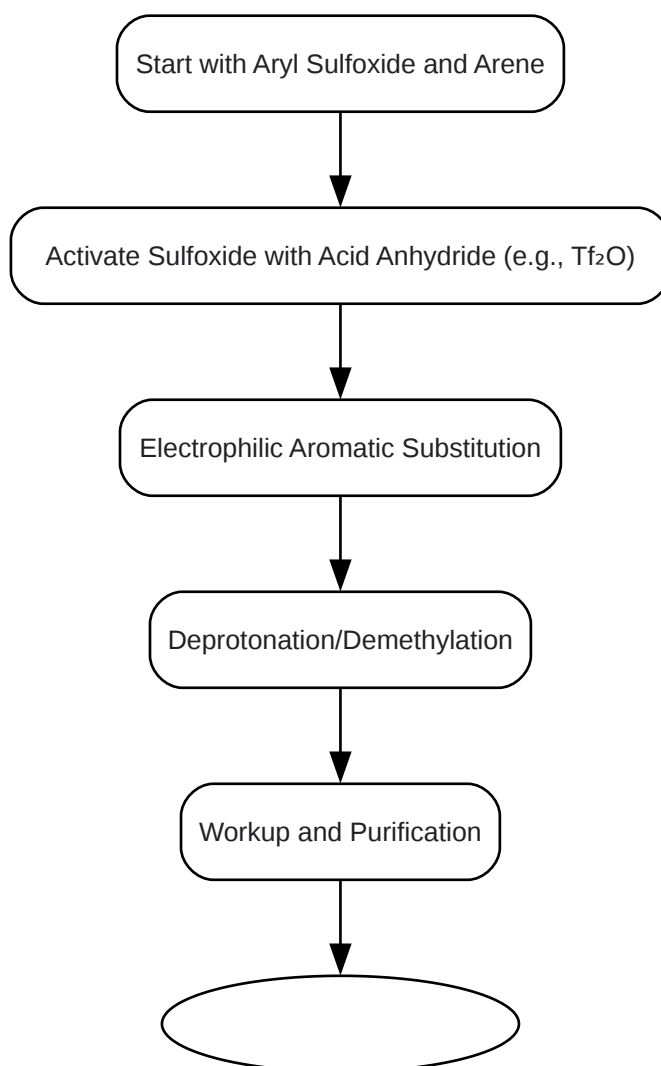 Start with Aryl Sulfoxide and Arene
Activate Sulfoxide with Acid Anhydride (e.g., Tf₂O)
Electrophilic Aromatic Substitution
Deprotonation/Demethylation
Workup and Purification